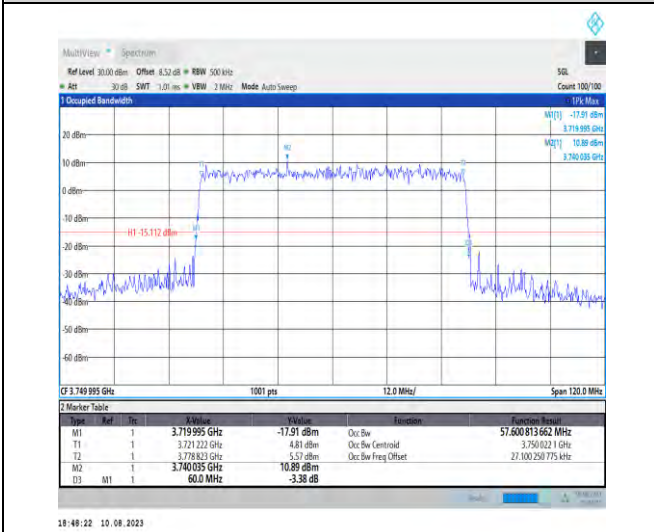 MultiView Spectrum
Ref Level 30.00 dBm Offset 8.52 dB RBW 500 kHz SGL
Att 30 dB SWT 1.01 ms VBW 2 MHz Mode Auto Sweep Count 100/100
1 Occupied Bandwidth 1Pk Max
M1[1] -17.91 dBm
3.719 995 GHz
M2[1] 10.89 dBm
3.740 035 GHz
20 dBm
M2
10 dBm
0 dBm
-10 dBm
H1 -15.112 dBm
M1
-20 dBm
-30 dBm
-40 dBm
-50 dBm
-60 dBm
CF 3.749 995 GHz 1001 pts 12.0 MHz/ Span 120.0 MHz
2 Marker Table
Type Ref Trc X-Value Y-Value Function Function Result
M1 1 3.719 995 GHz -17.91 dBm Occ Bw 57.600 813 662 MHz
T1 1 3.721 222 GHz 4.81 dBm Occ Bw Centroid 3.750 022 1 GHz
T2 1 3.778 823 GHz 5.57 dBm Occ Bw Freq Offset 27.100 250 775 kHz
M2 1 3.740 035 GHz 10.89 dBm
D3 M1 1 60.0 MHz -3.38 dB
18:48:22 10.08.2023